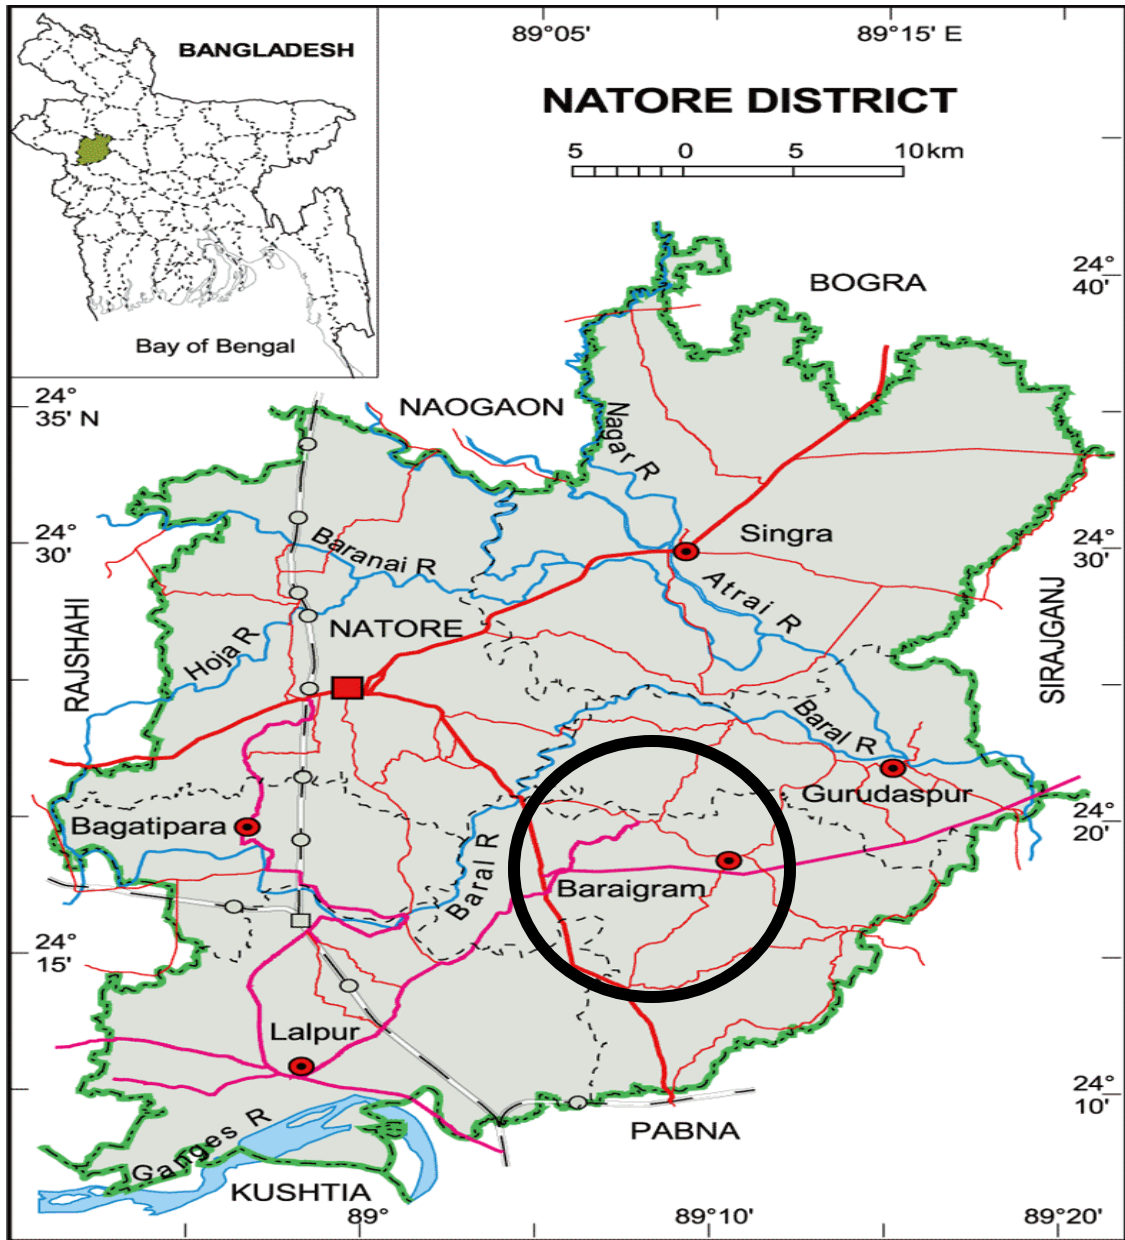 89°05'
89°15' E
BANGLADESH
NATORE DISTRICT
5 0 5 10 km
24°
40'
BOGRA
Bay of Bengal
24°
35' N
NAOGAON
Nagar R
24°
30'
Singra
24°
30'
Baranai R
Atrai R
RAJSHAHI
SIRAJGANJ
NATORE
Hoja R
Baral R
Gurudaspur
24°
20'
Bagatipara
Baral R
Baraigram
24°
15'
Lalpur
24°
10'
Ganges R
PABNA
KUSHTIA
89°
89°10'
89°20'